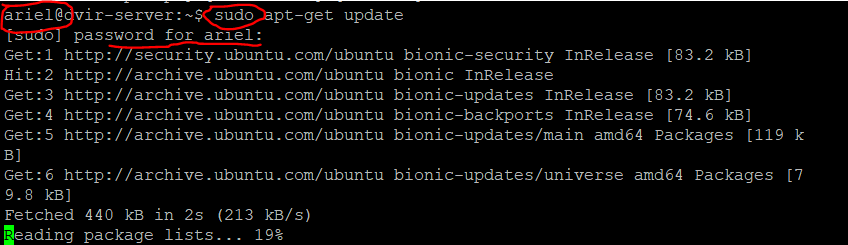 ariel@dvir-server:~$ sudo apt-get update
[sudo] password for ariel:
Get:1 http://security.ubuntu.com/ubuntu bionic-security InRelease [83.2 kB]
Hit:2 http://archive.ubuntu.com/ubuntu bionic InRelease
Get:3 http://archive.ubuntu.com/ubuntu bionic-updates InRelease [83.2 kB]
Get:4 http://archive.ubuntu.com/ubuntu bionic-backports InRelease [74.6 kB]
Get:5 http://archive.ubuntu.com/ubuntu bionic-updates/main amd64 Packages [119 k
B]
Get:6 http://archive.ubuntu.com/ubuntu bionic-updates/universe amd64 Packages [7
9.8 kB]
Fetched 440 kB in 2s (213 kB/s)
Reading package lists... 19%